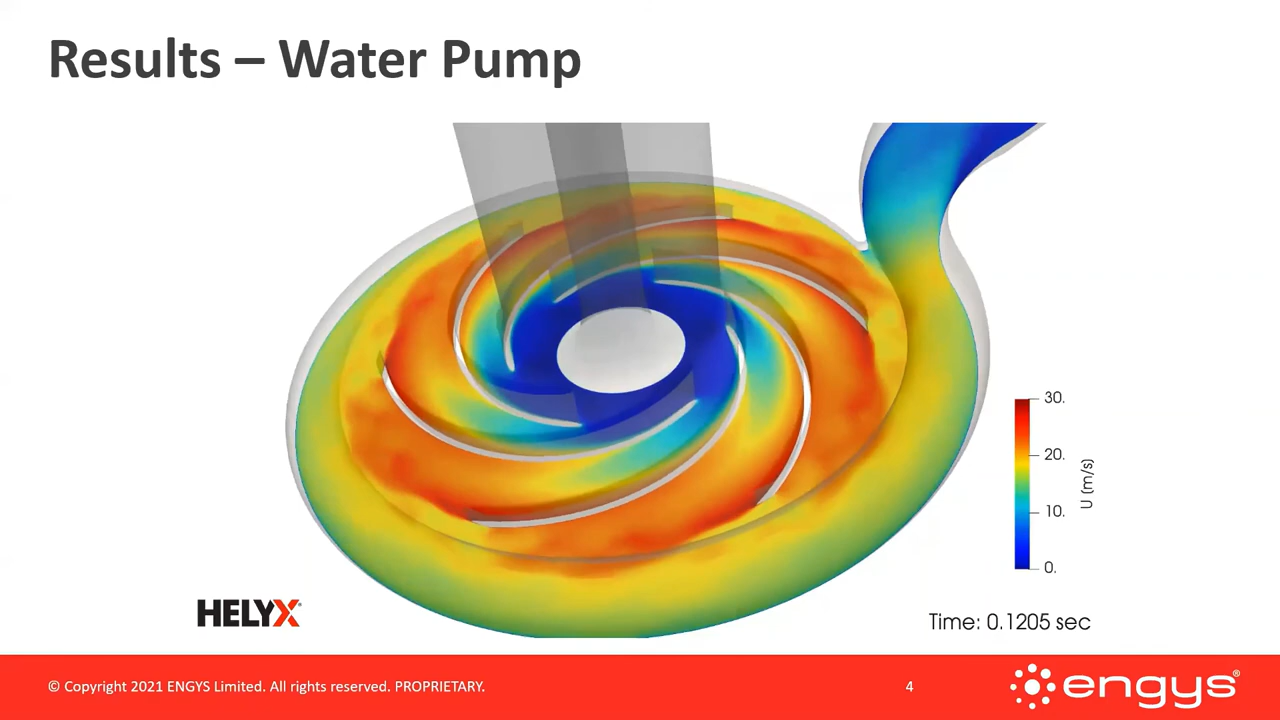 Results – Water Pump
30.
20.
10.
0.
U (m/s)
HELYX®
Time: 0.1205 sec
© Copyright 2021 ENGYS Limited. All rights reserved. PROPRIETARY.
4
engys®